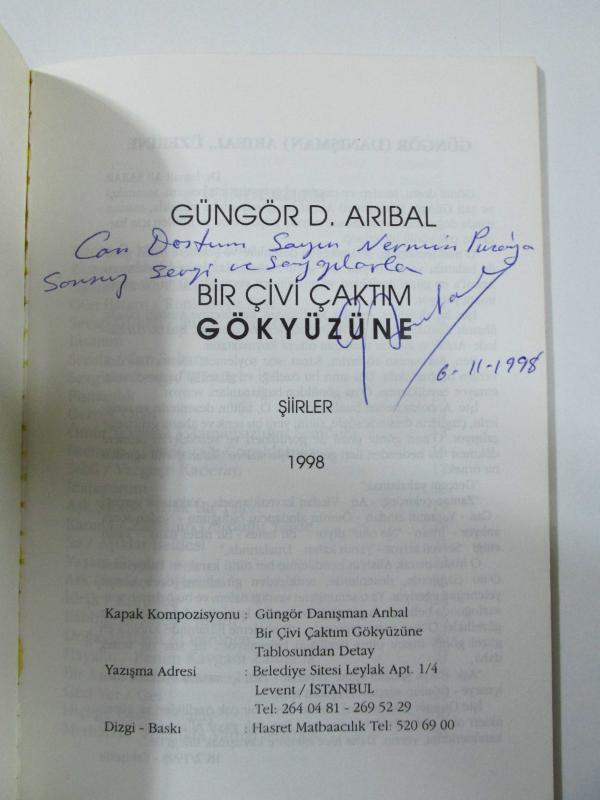 GÜNGÖR D. ARIBAL
Can Dostum Sayın Nermin
Sonsuz Sevgi ve Saygılarla
BİR ÇİVİ ÇAKTIM
GÖKYÜZÜNE
6-11-1998
ŞİİRLER
1998
Kapak Kompozisyonu : Güngör Danışman Arıbal
Bir Çivi Çaktım Gökyüzüne
Tablosundan Detay
Yazışma Adresi : Belediye Sitesi Leylak Apt. 1/4
Levent / İSTANBUL
Tel: 264 04 81 - 269 52 29
Dizgi - Baskı : Hasret Matbaacılık Tel: 520 69 00